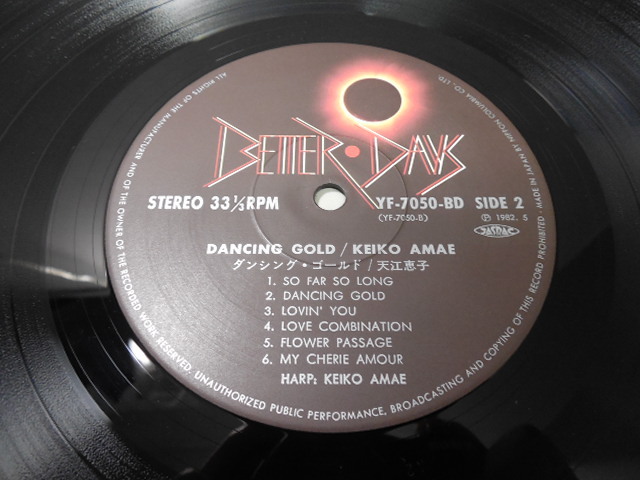 BETTER • DAYS
STEREO 33 1/3 RPM
YF-7050-BD SIDE 2
(YF-7050-B)
Ⓟ 1982. 5
JASRAC
DANCING GOLD / KEIKO AMAE
ダンシング・ゴールド / 天江恵子
1. SO FAR SO LONG
2. DANCING GOLD
3. LOVIN' YOU
4. LOVE COMBINATION
5. FLOWER PASSAGE
6. MY CHERIE AMOUR
HARP: KEIKO AMAE
ALL RIGHTS OF THE MANUFACTURER AND OF THE OWNER OF THE RECORDED WORK RESERVED. UNAUTHORIZED PUBLIC PERFORMANCE, BROADCASTING AND COPYING OF THIS RECORD PROHIBITED · MADE IN JAPAN BY NIPPON COLUMBIA CO., LTD.